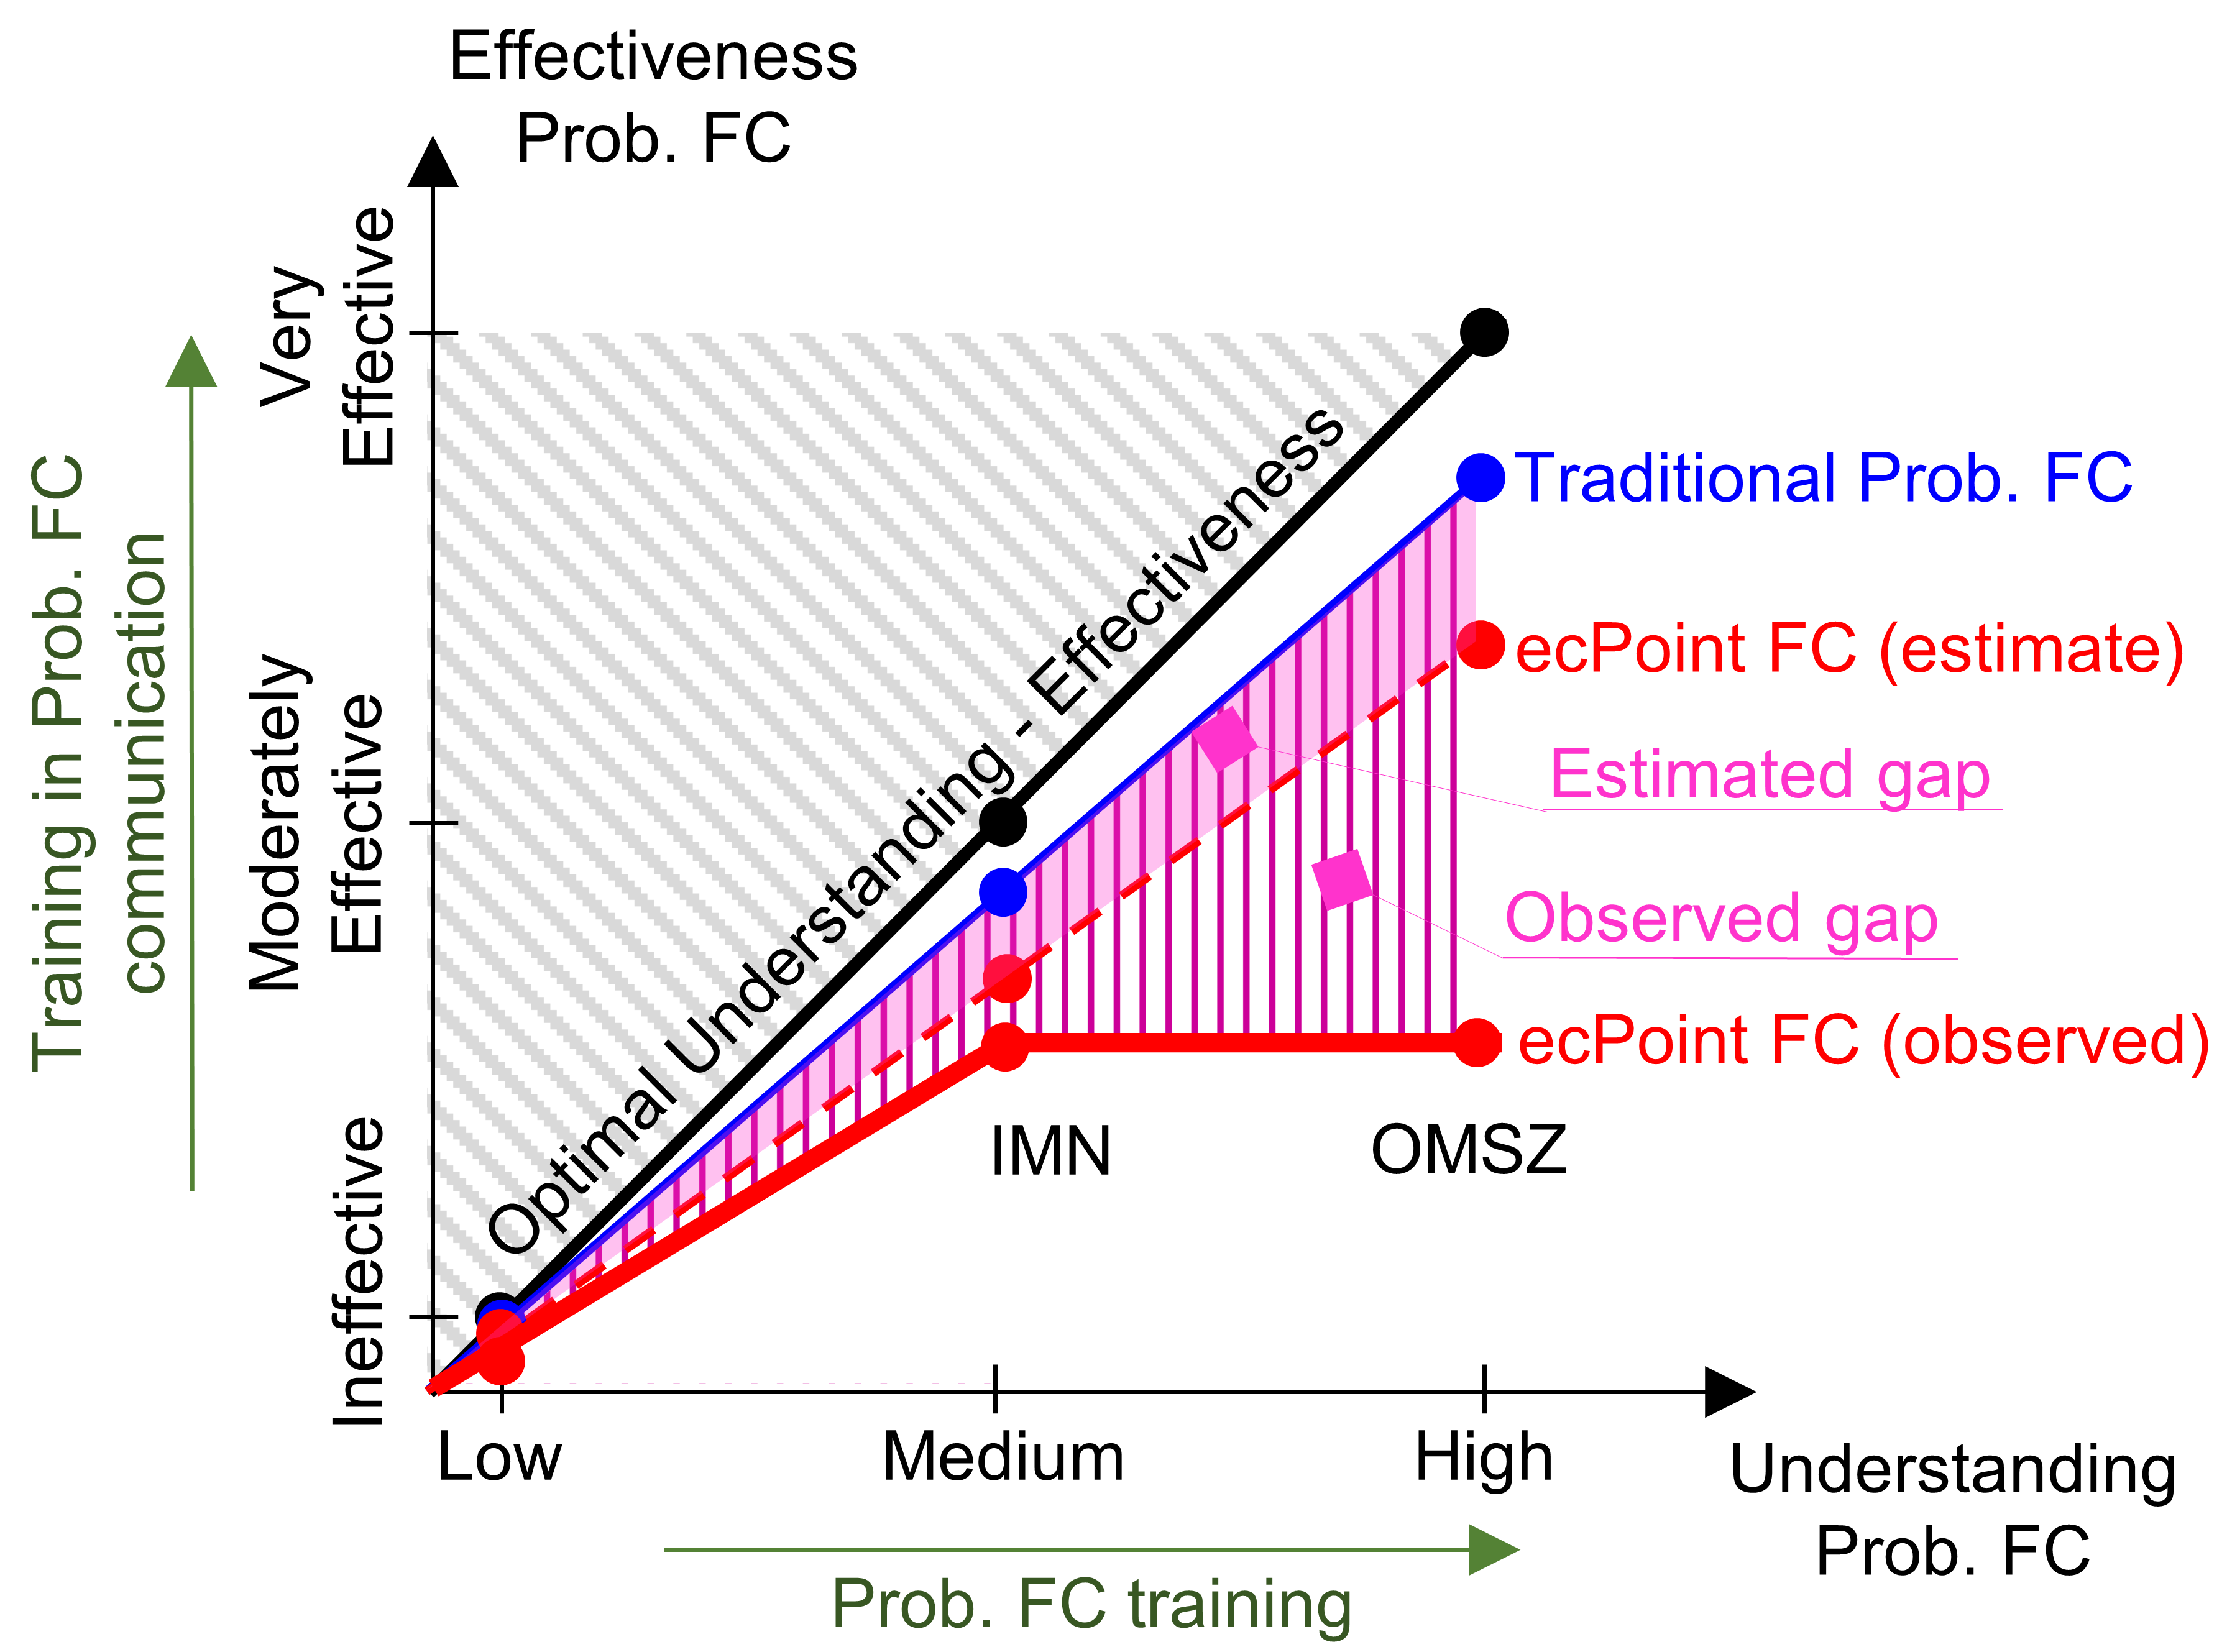 Effectiveness
Prob. FC
Very
Effective
Moderately
Effective
Ineffective
Training in Prob. FC
communication
Optimal Understanding - Effectiveness
Traditional Prob. FC
ecPoint FC (estimate)
Estimated gap
Observed gap
ecPoint FC (observed)
IMN
OMSZ
Low
Medium
High
Understanding
Prob. FC
Prob. FC training